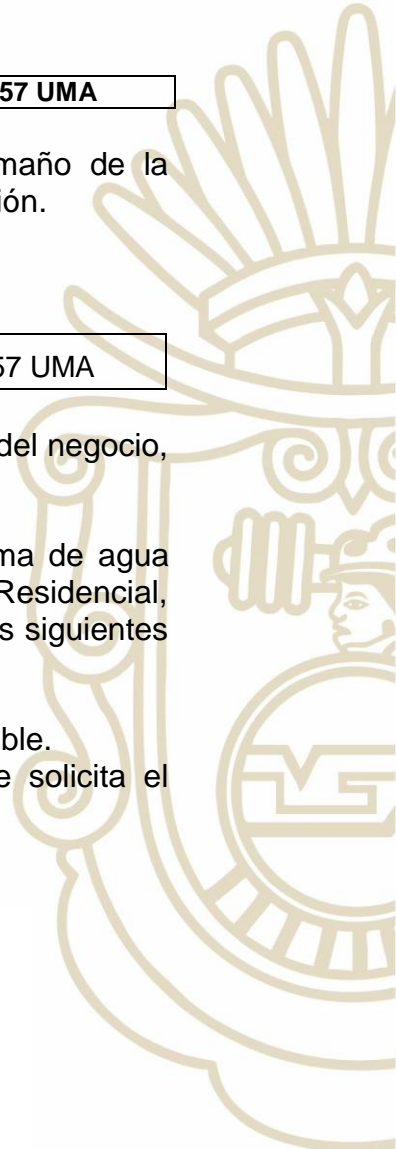 57 UMA
maño de la
ión.
57 UMA
del negocio,
ma de agua
Residencial,
s siguientes
ble.
e solicita el